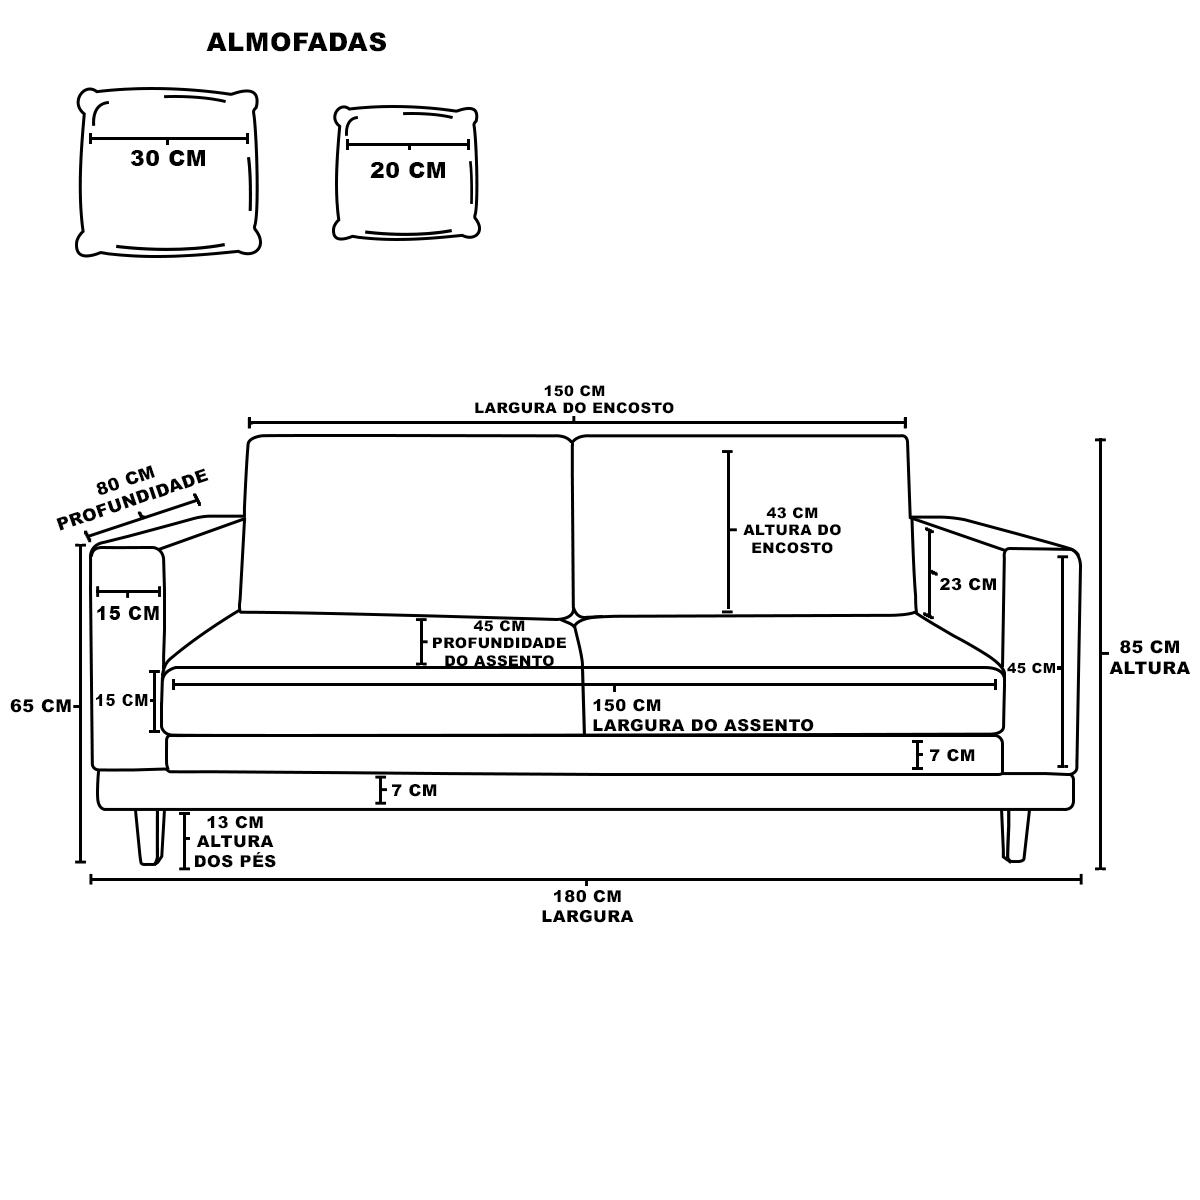 ALMOFADAS
30 CM
20 CM
150 CM
LARGURA DO ENCOSTO
80 CM
PROFUNDIDADE
43 CM
ALTURA DO
ENCOSTO
23 CM
15 CM
45 CM
PROFUNDIDADE
DO ASSENTO
85 CM
ALTURA
45 CM
65 CM
15 CM
150 CM
LARGURA DO ASSENTO
7 CM
7 CM
13 CM
ALTURA
DOS PÉS
180 CM
LARGURA